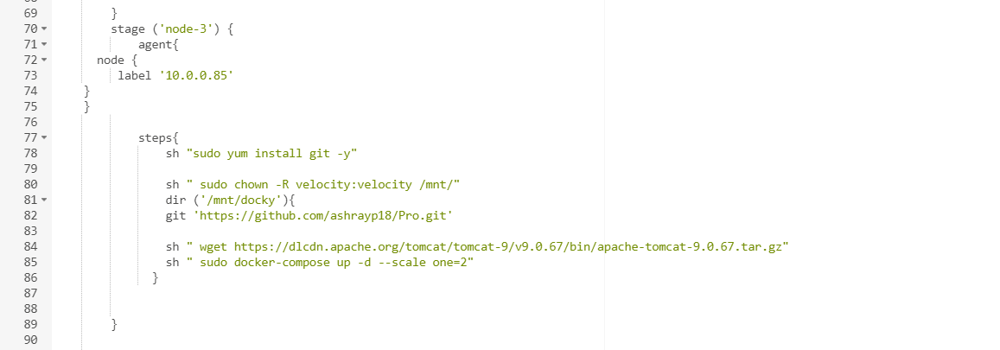 69 }
70 stage ('node-3') {
71 agent{
72 node {
73 label '10.0.0.85'
74 }
75 }
76
77 steps{
78 sh "sudo yum install git -y"
79
80 sh " sudo chown -R velocity:velocity /mnt/"
81 dir ('/mnt/docky'){
82 git 'https://github.com/ashrayp18/Pro.git'
83
84 sh " wget https://dlcdn.apache.org/tomcat/tomcat-9/v9.0.67/bin/apache-tomcat-9.0.67.tar.gz"
85 sh " sudo docker-compose up -d --scale one=2"
86 }
87
88
89 }
90